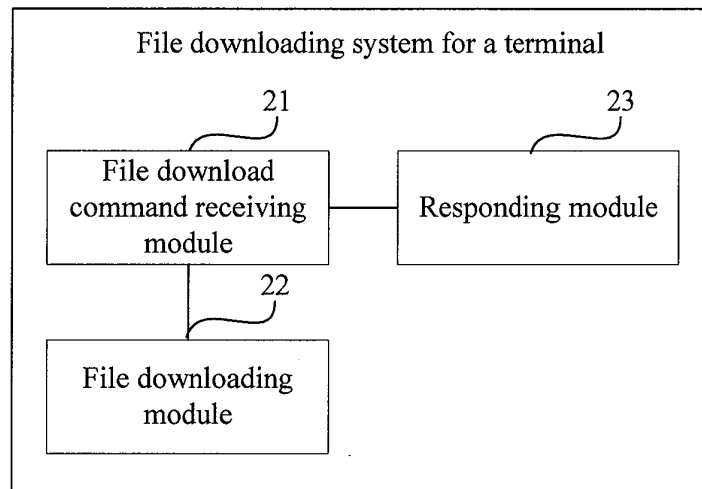 File downloading system for a terminal
21
23
File download
command receiving
module
Responding module
22
File downloading
module